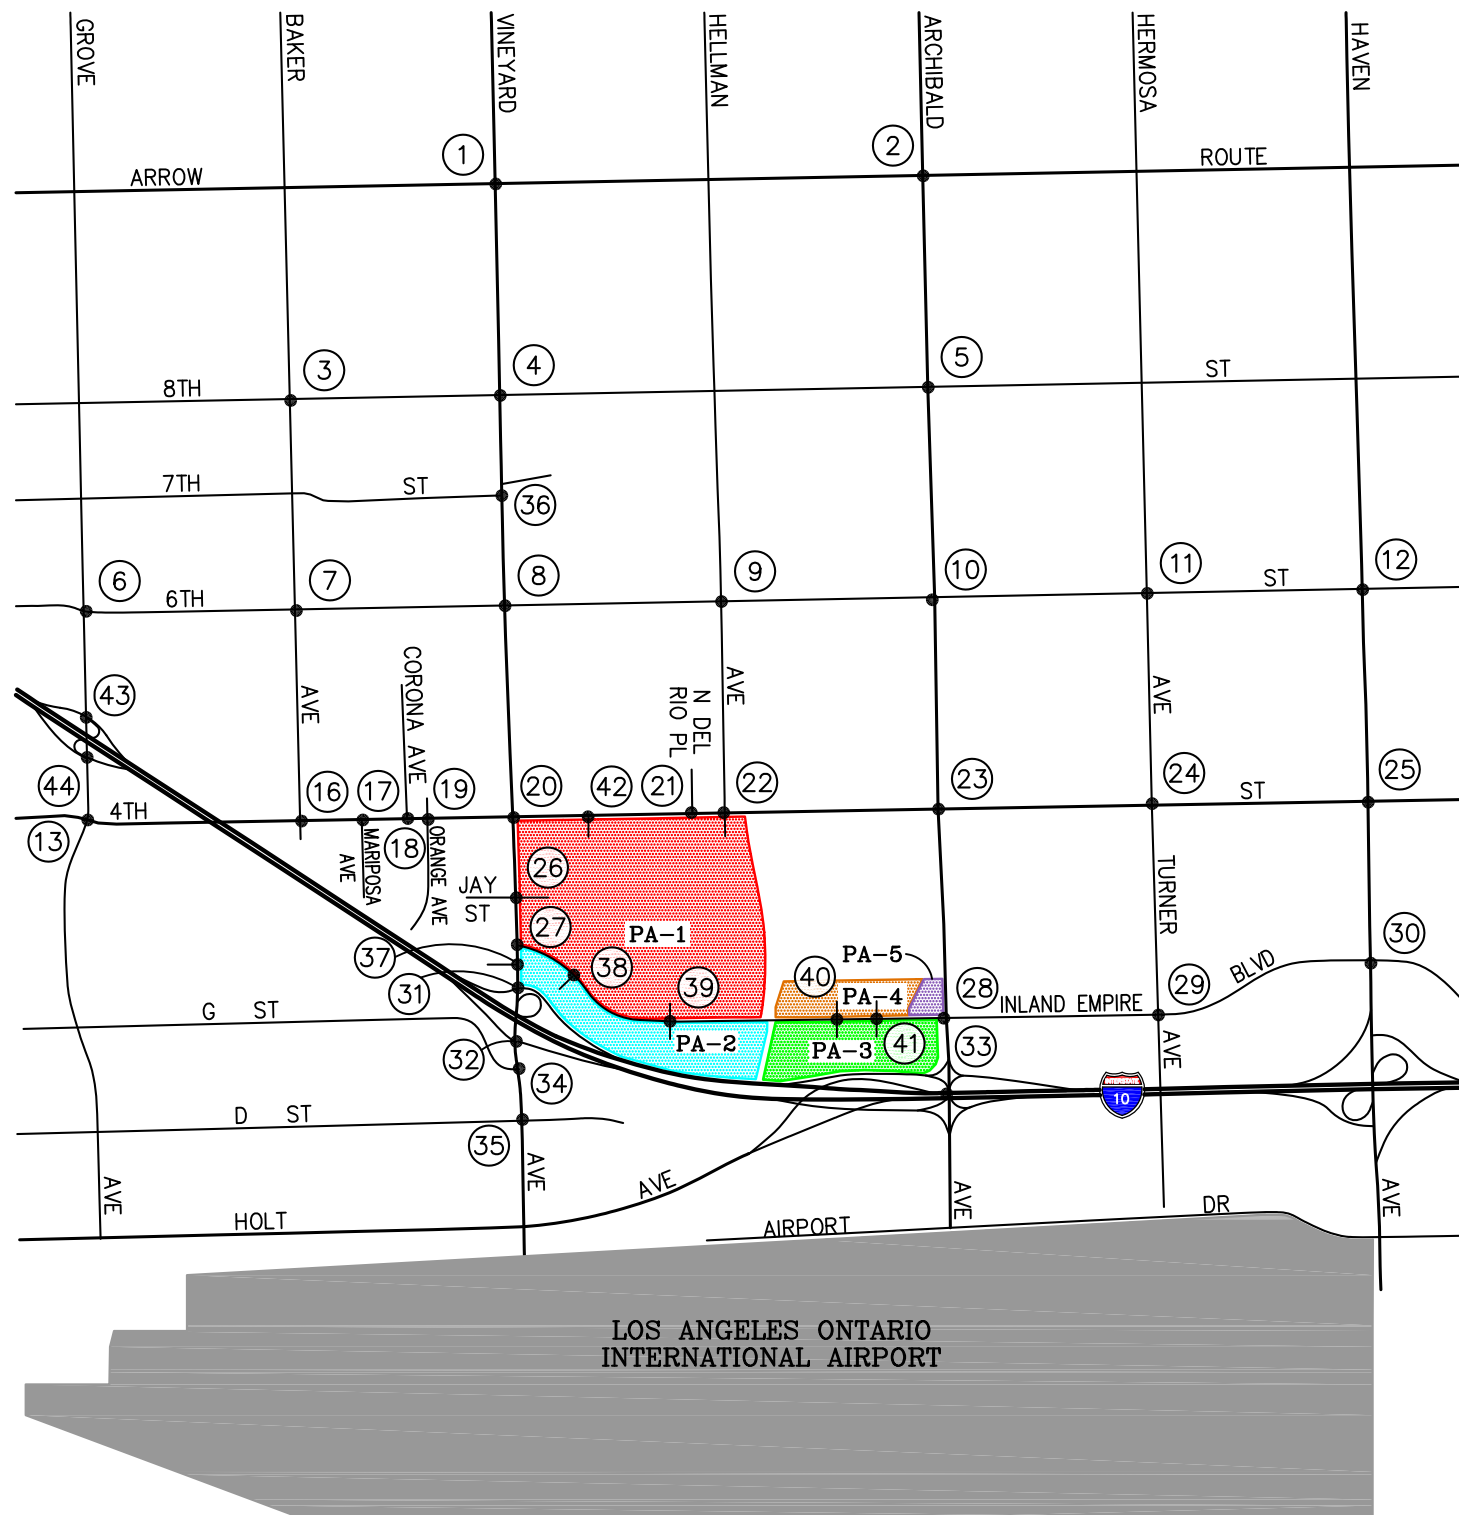 GROVE
BAKER
VINEYARD
HELLMAN
ARCHIBALD
HERMOSA
HAVEN
1
2
ARROW
ROUTE
3
4
5
8TH
ST
7TH
ST
36
6
7
8
9
10
11
12
6TH
ST
43
AVE
CORONA AVE
N DEL
RIO PL
AVE
AVE
44
16
17
19
20
42
21
22
23
24
25
4TH
ST
13
MARIPOSA
AVE
18
ORANGE AVE
26
JAY
ST
TURNER
27
PA-1
37
38
PA-5
30
BLVD
31
39
40
PA-4
28
INLAND EMPIRE
29
G ST
32
PA-2
PA-3
41
33
AVE
34
INTERSTATE
10
D ST
35
AVE
AVE
AVE
AVE
AVE
HOLT
AIRPORT
DR
LOS ANGELES ONTARIO
INTERNATIONAL AIRPORT